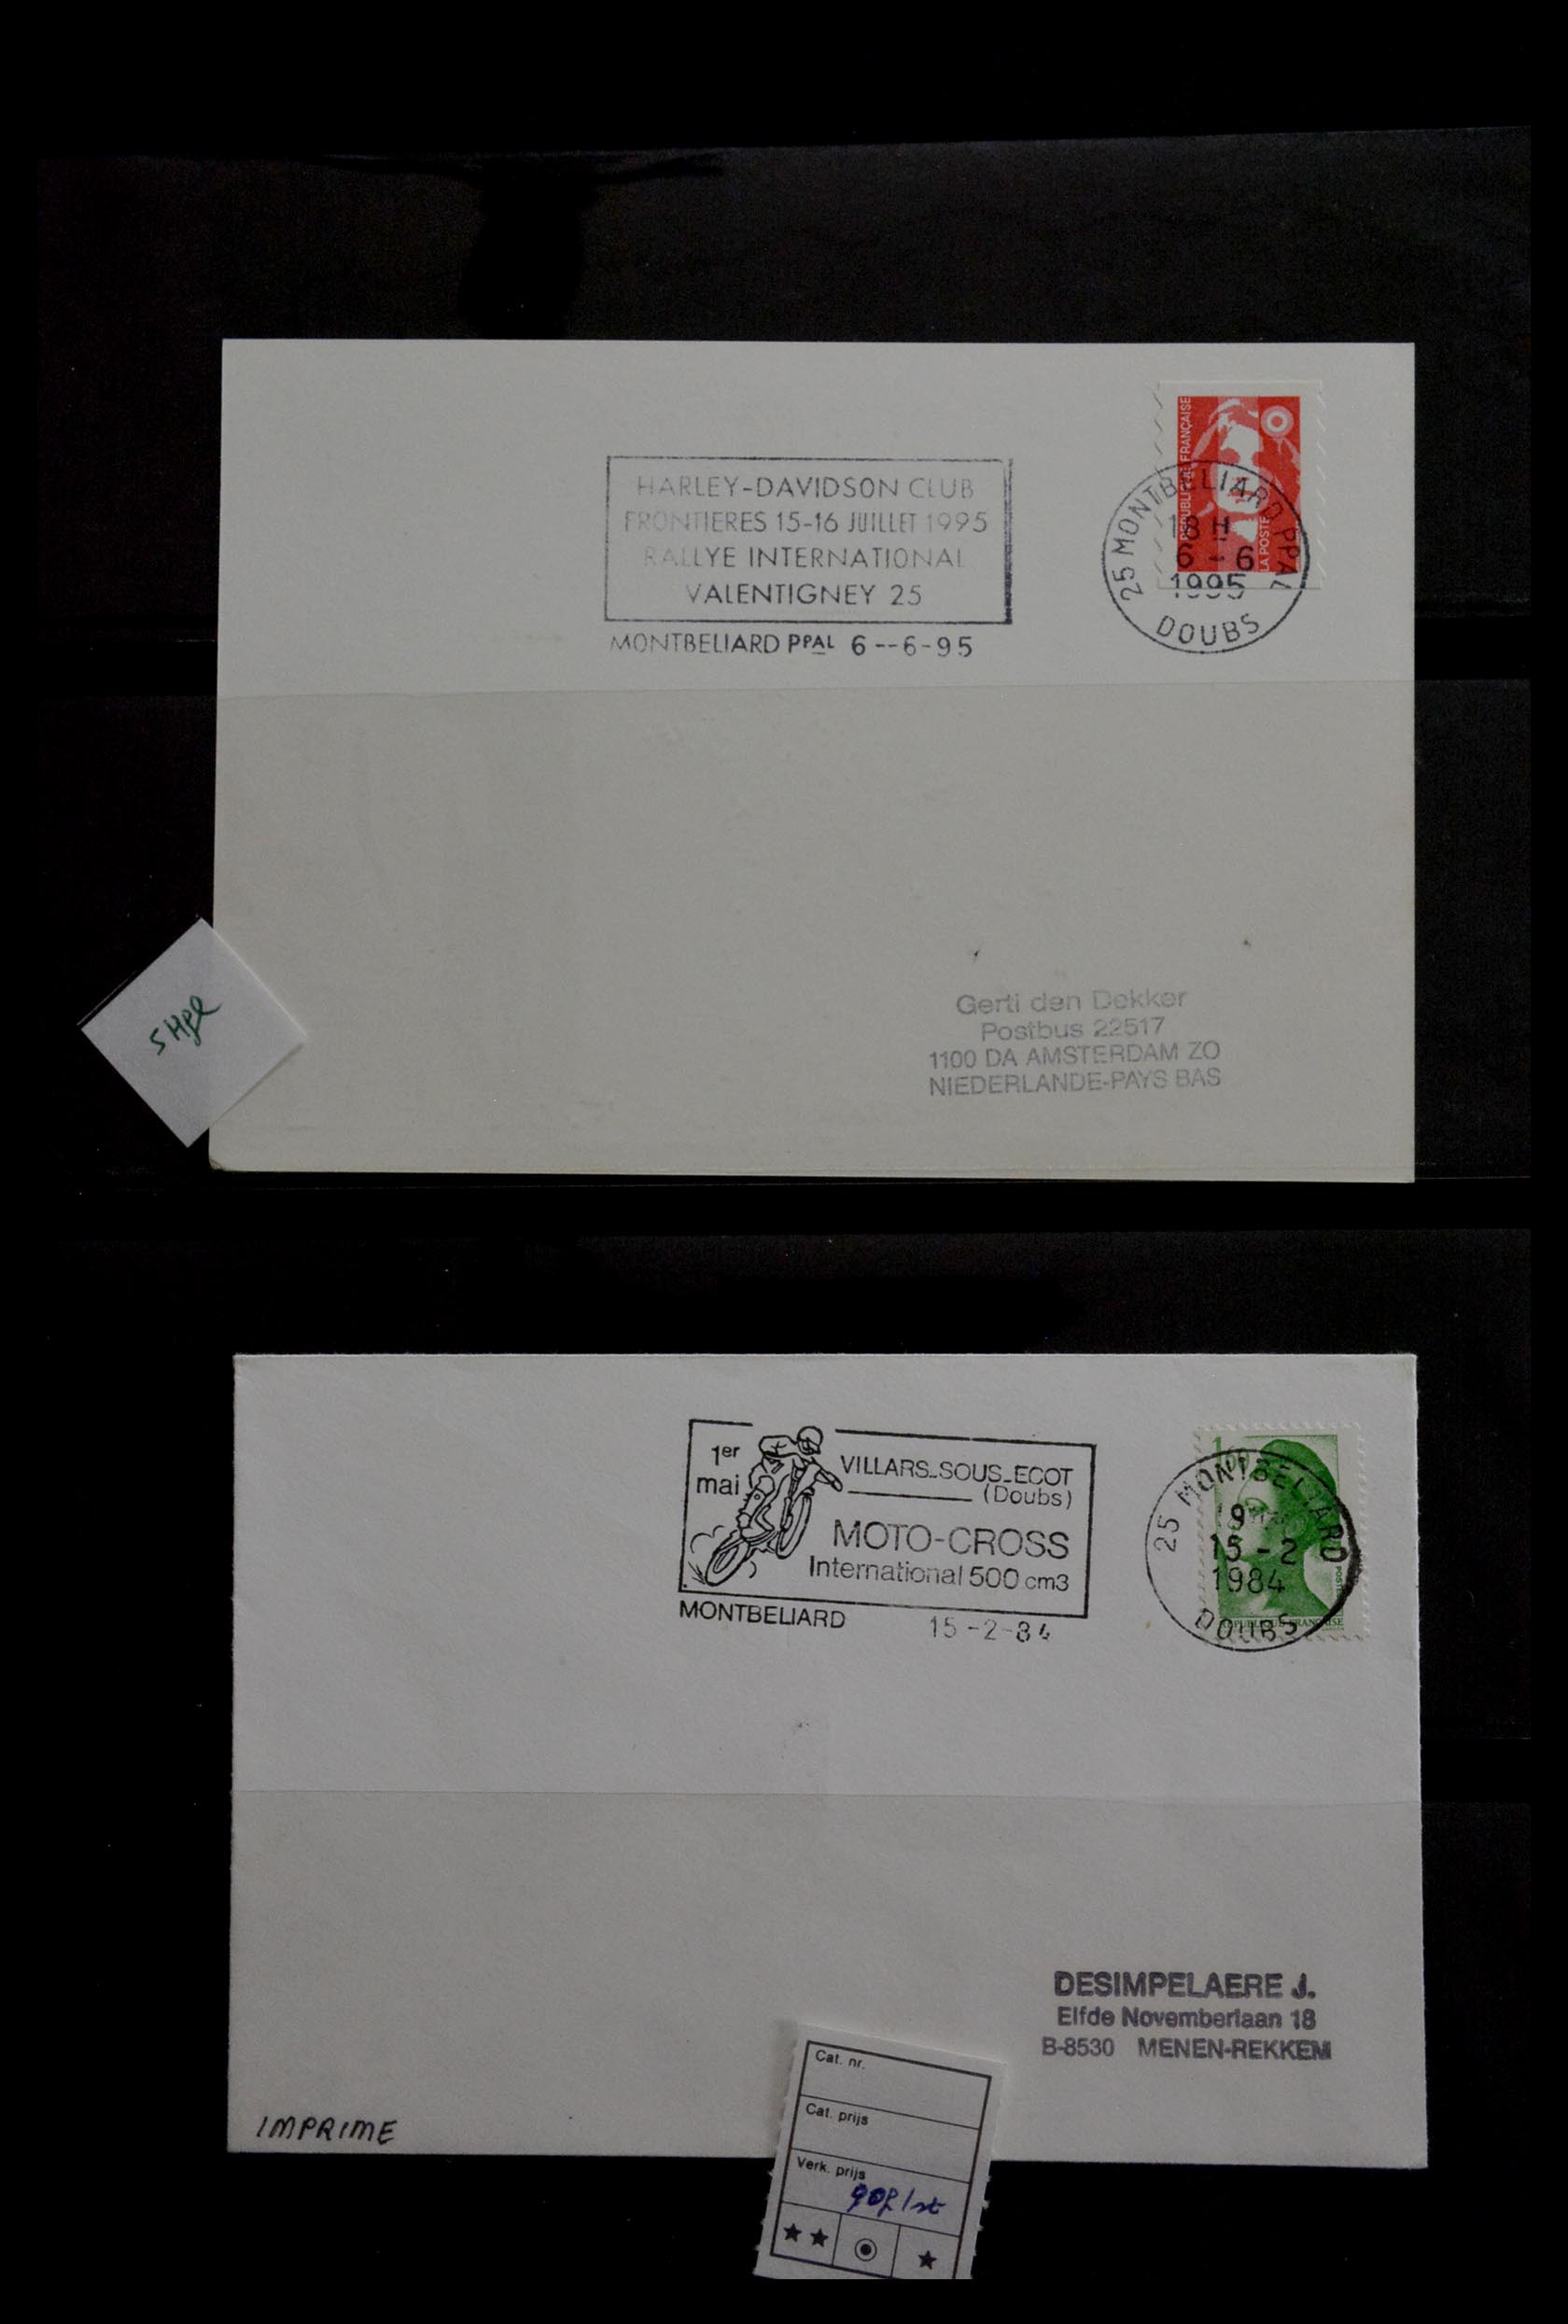 HARLEY-DAVIDSON CLUB
FRONTIERES 15-16 JUILLET 1995
RALLYE INTERNATIONAL
VALENTIGNEY 25
MONTBELIARD PPAL 6--6-95
RÉPUBLIQUE FRANÇAISE
LA POSTE
25 MONTBELIARD PPAL
18 H
6-6
1995
DOUBS
Gerti den Dekker
Postbus 22517
1100 DA AMSTERDAM ZO
NIEDERLANDE-PAYS BAS
1er
mai
VILLARS-SOUS-ECOT
(Doubs)
MOTO-CROSS
International 500 cm3
MONTBELIARD 15-2-84
25 MONTBELIARD
15-2
1984
DOUBS
REPUBLIQUE FRANÇAISE
DESIMPELAERE J.
Elfde Novemberlaan 18
B-8530 MENEN-REKKEM
IMPRIME
Cat. nr.
Cat. prijs
Verk. prijs